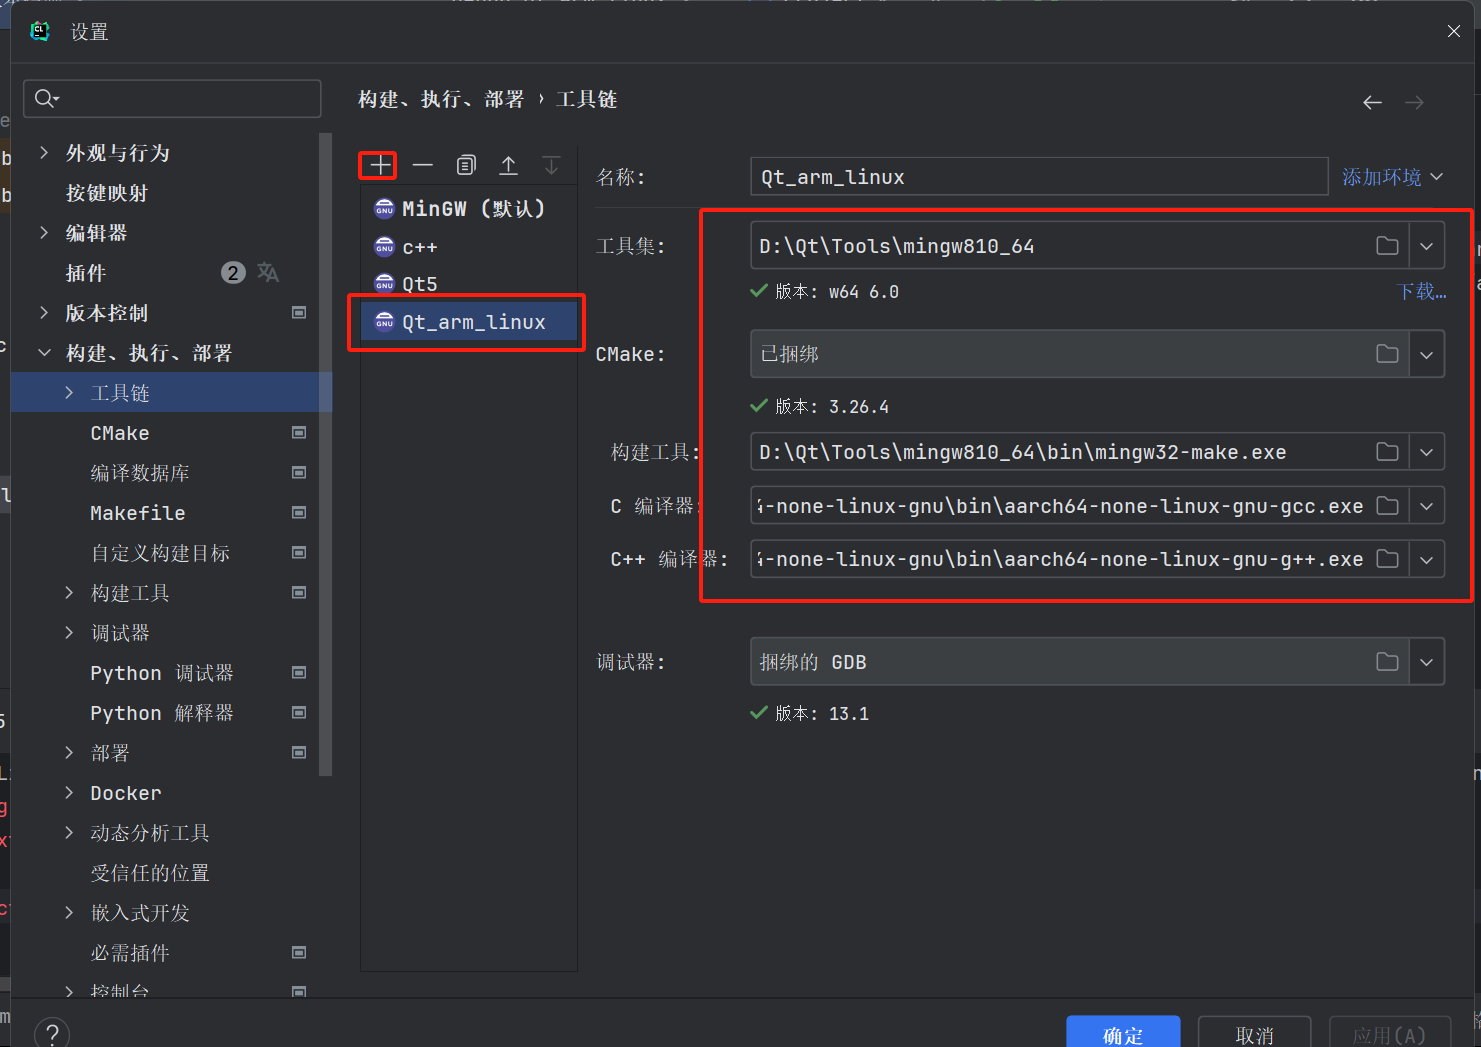 设置
构建、执行、部署 › 工具链
外观与行为
按键映射
编辑器
插件 2
版本控制
构建、执行、部署
工具链
CMake
编译数据库
Makefile
自定义构建目标
构建工具
调试器
Python 调试器
Python 解释器
部署
Docker
动态分析工具
受信任的位置
嵌入式开发
必需插件
控制台
MinGW (默认)
c++
Qt5
Qt_arm_linux
名称: Qt_arm_linux 添加环境
工具集: D:\Qt\Tools\mingw810_64
版本: w64 6.0 下载...
CMake: 已捆绑
版本: 3.26.4
构建工具: D:\Qt\Tools\mingw810_64\bin\mingw32-make.exe
C 编译器: 4-none-linux-gnu\bin\aarch64-none-linux-gnu-gcc.exe
C++ 编译器: 4-none-linux-gnu\bin\aarch64-none-linux-gnu-g++.exe
调试器: 捆绑的 GDB
版本: 13.1
? 确定 取消 应用(A)